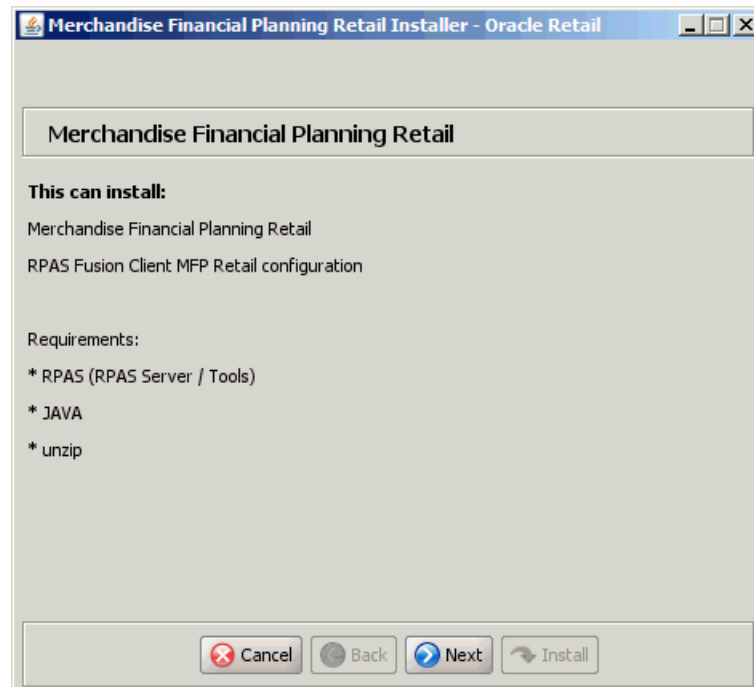 Merchandise Financial Planning Retail Installer - Oracle Retail
Merchandise Financial Planning Retail
This can install:
Merchandise Financial Planning Retail
RPAS Fusion Client MFP Retail configuration
Requirements:
* RPAS (RPAS Server / Tools)
* JAVA
* unzip
Cancel Back Next Install